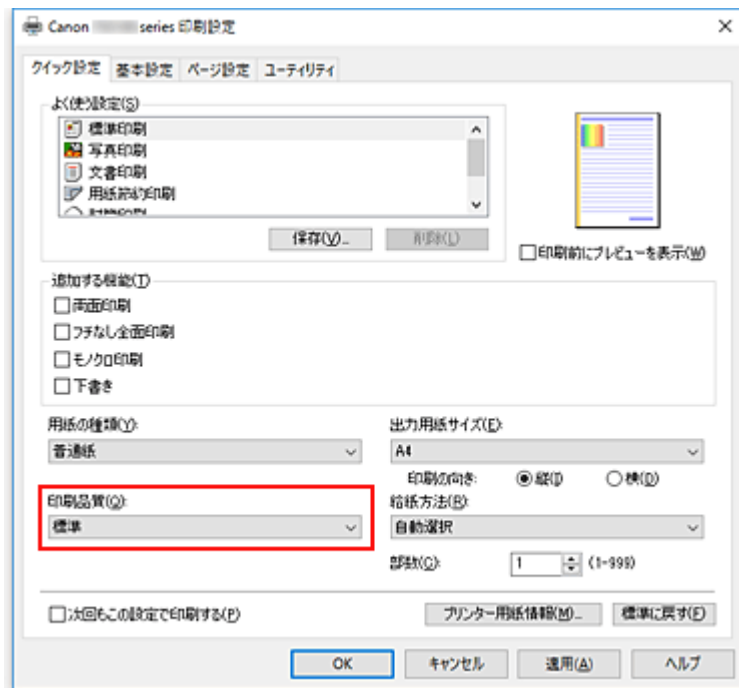 Canon series 印刷設定
クイック設定 基本設定 ページ設定 ユーティリティ
よく使う設定(S)
標準印刷
写真印刷
文書印刷
用紙節約印刷
保存(V)... 削除(L)
印刷前にプレビューを表示(W)
追加する機能(T)
両面印刷
フチなし全面印刷
モノクロ印刷
下書き
用紙の種類(Y): 出力用紙サイズ(E):
普通紙 A4
印刷の向き: 縦(I) 横(D)
印刷品質(Q): 給紙方法(R):
標準 自動選択
部数(C): 1 (1-999)
次回もこの設定で印刷する(P) プリンター用紙情報(M)... 標準に戻す(F)
OK キャンセル 適用(A) ヘルプ